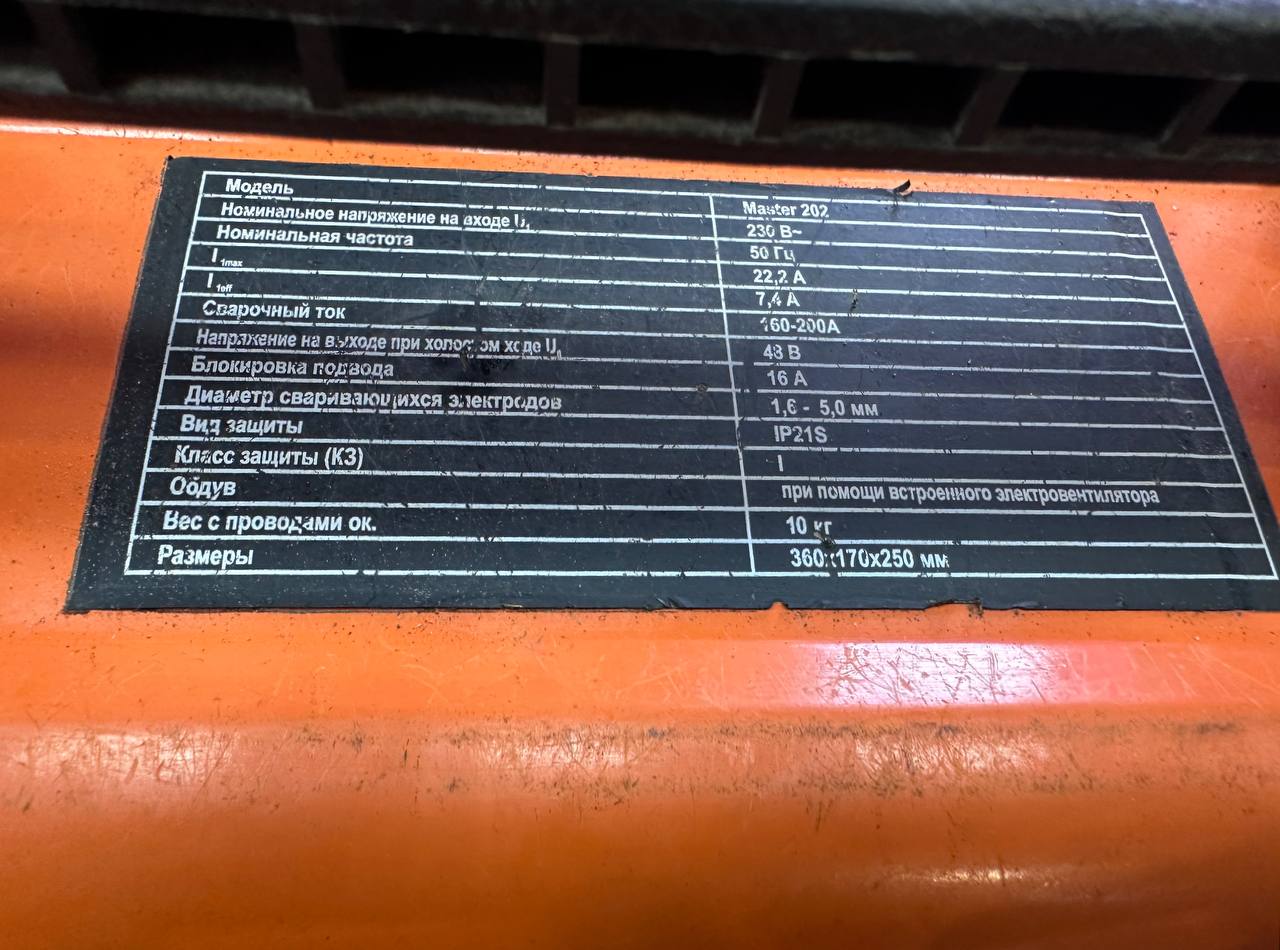 Модель Master 202
Номинальное напряжение на входе U₁ 230 В~
Номинальная частота 50 Гц
I 1max 22,2 А
I 1eff 7,4 А
Сварочный ток 160-200А
Напряжение на выходе при холостом ходе U₀ 48 В
Блокировка подвода 16 А
Диаметр сваривающихся электродов 1,6 - 5,0 мм
Вид защиты IP21S
Класс защиты (КЗ) I
Обдув при помощи встроенного электровентилятора
Вес с проводами ок. 10 кг
Размеры 360x170x250 мм